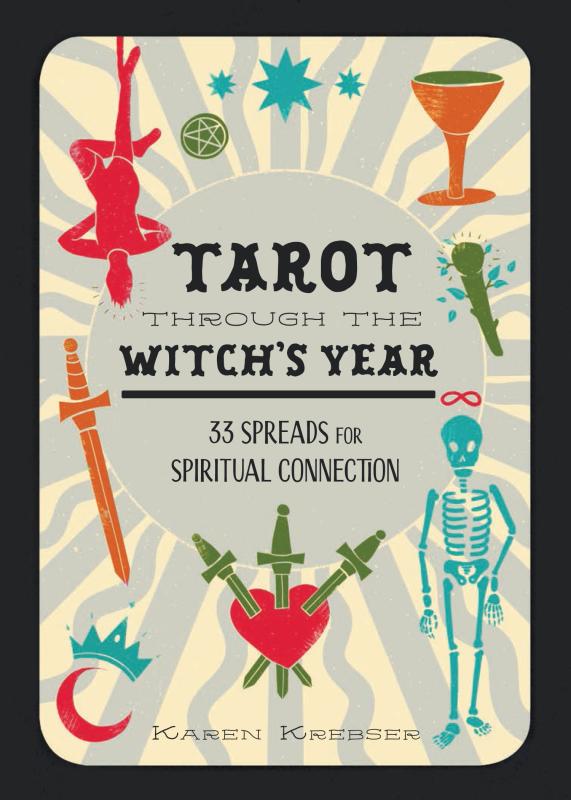 TAROT
THROUGH THE
WITCH'S YEAR
33 SPREADS FOR
SPIRITUAL CONNECTION
KAREN KREBSER